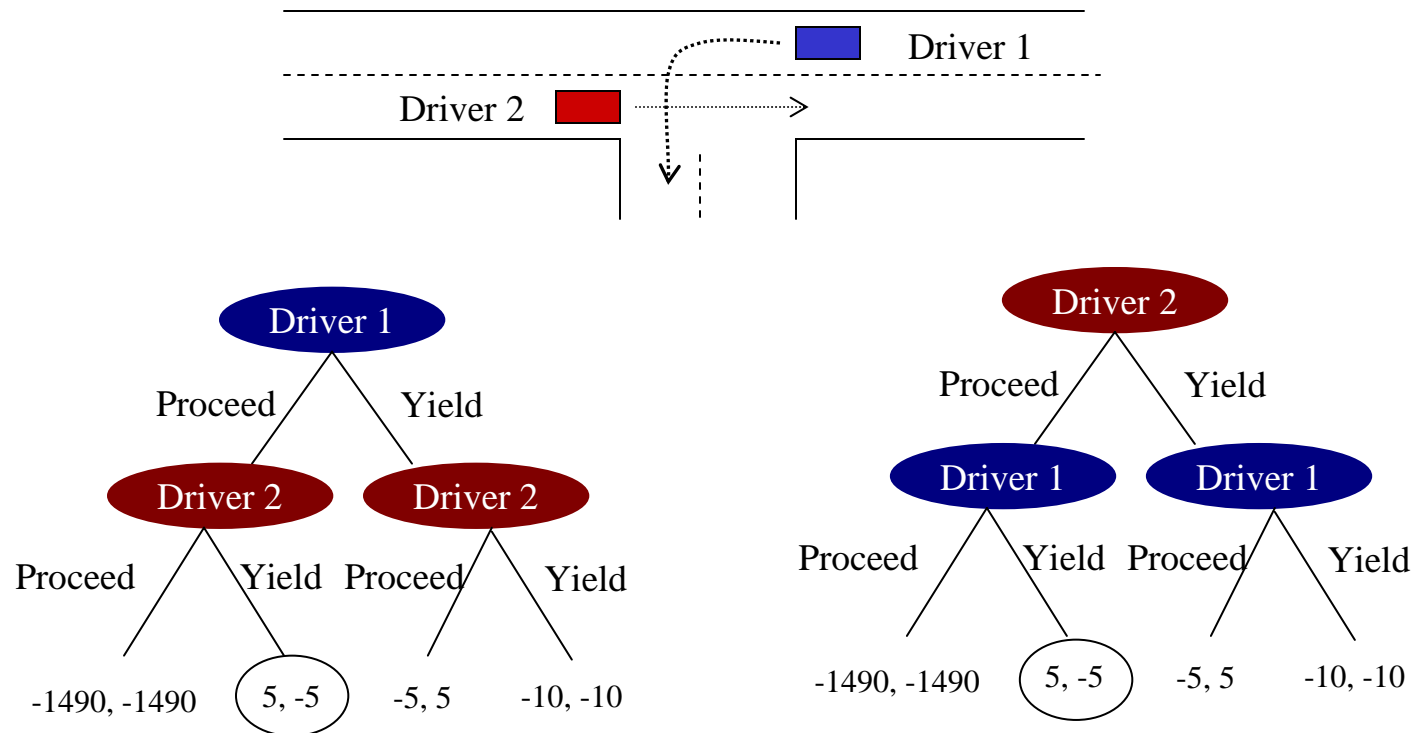 Driver 1
Driver 2
Driver 1
Proceed
Yield
Driver 2
Driver 2
Proceed
Yield
Proceed
Yield
-1490, -1490
5, -5
-5, 5
-10, -10
Driver 2
Proceed
Yield
Driver 1
Driver 1
Proceed
Yield
Proceed
Yield
-1490, -1490
5, -5
-5, 5
-10, -10